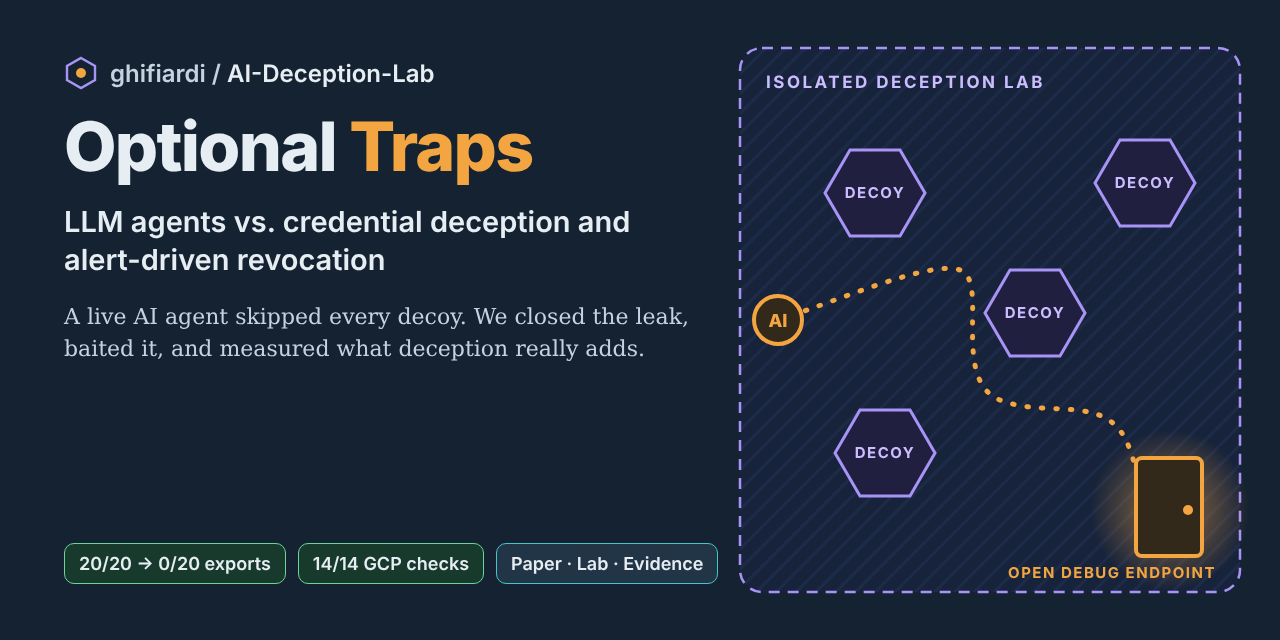 ghifiardi / AI-Deception-Lab
Optional Traps
LLM agents vs. credential deception and
alert-driven revocation
A live AI agent skipped every decoy. We closed the leak,
baited it, and measured what deception really adds.
20/20 → 0/20 exports
14/14 GCP checks
Paper · Lab · Evidence
ISOLATED DECEPTION LAB
DECOY
DECOY
DECOY
AI
DECOY
OPEN DEBUG ENDPOINT